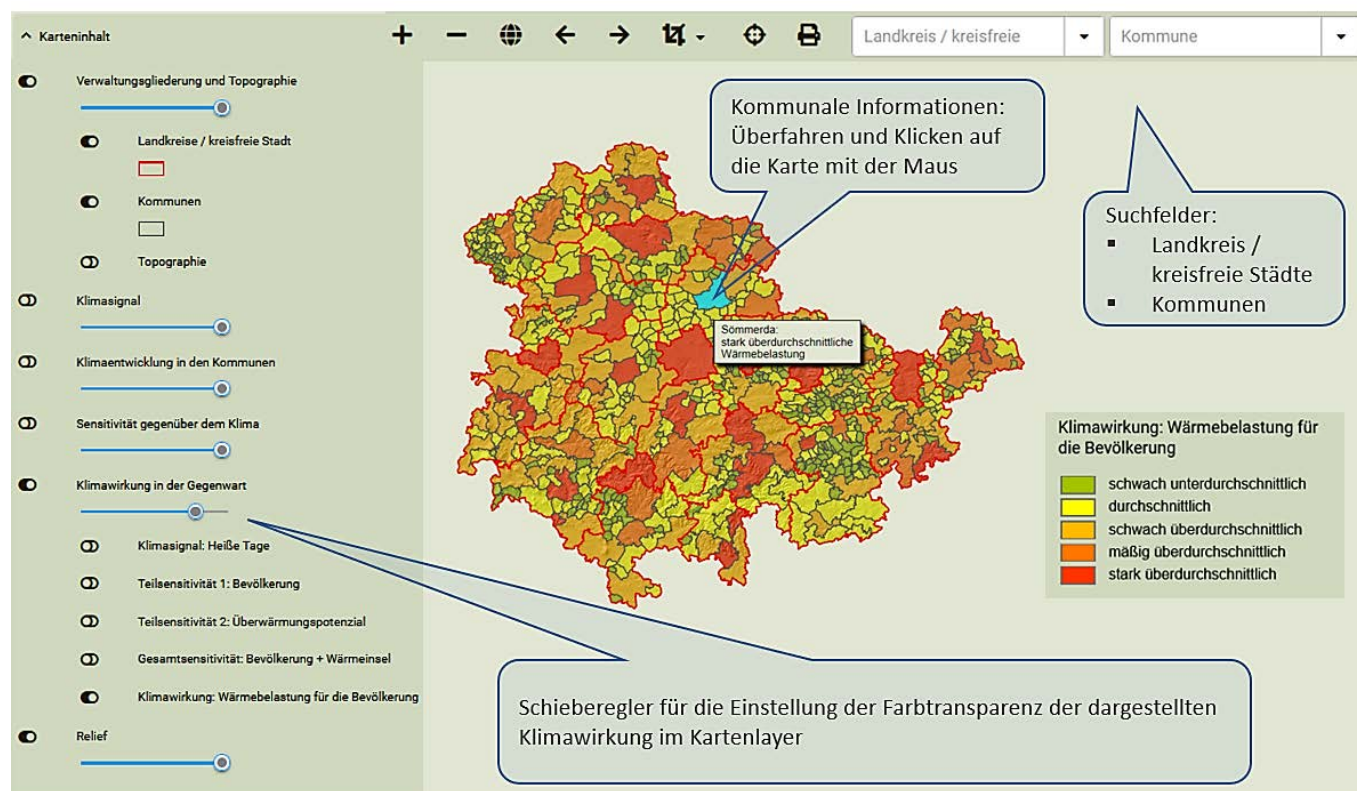 Karteninhalt
Landkreis / kreisfreie
Kommune
Verwaltungsgliederung und Topographie
Landkreise / kreisfreie Stadt
Kommunen
Topographie
Klimasignal
Klimaentwicklung in den Kommunen
Sensitivität gegenüber dem Klima
Klimawirkung in der Gegenwart
Klimasignal: Heiße Tage
Teilsensitivität 1: Bevölkerung
Teilsensitivität 2: Überwärmungspotenzial
Gesamtsensitivität: Bevölkerung + Wärmeinsel
Klimawirkung: Wärmebelastung für die Bevölkerung
Relief
Kommunale Informationen:
Überfahren und Klicken auf
die Karte mit der Maus
Suchfelder:
▪ Landkreis /
kreisfreie Städte
▪ Kommunen
Sömmerda:
stark überdurchschnittliche
Wärmebelastung
Klimawirkung: Wärmebelastung für
die Bevölkerung
schwach unterdurchschnittlich
durchschnittlich
schwach überdurchschnittlich
mäßig überdurchschnittlich
stark überdurchschnittlich
Schieberegler für die Einstellung der Farbtransparenz der dargestellten
Klimawirkung im Kartenlayer